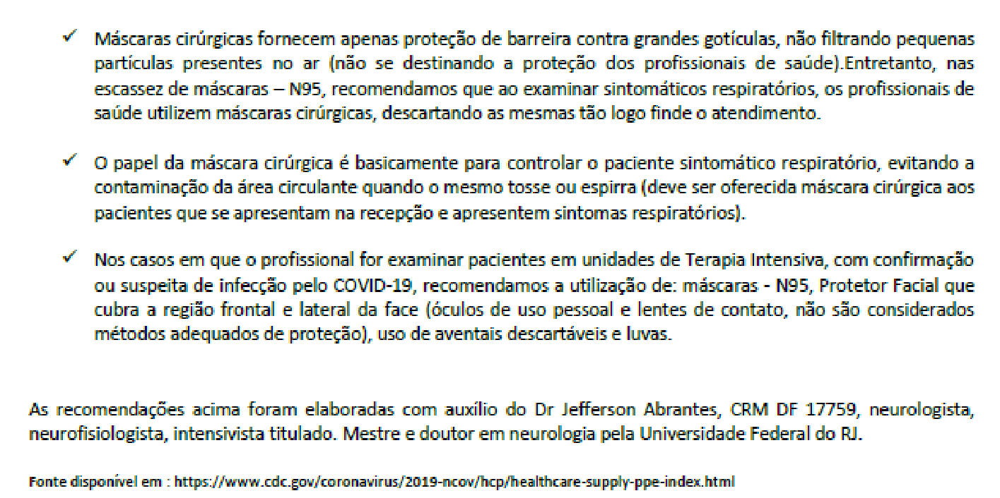 ✓ Máscaras cirúrgicas fornecem apenas proteção de barreira contra grandes gotículas, não filtrando pequenas
partículas presentes no ar (não se destinando a proteção dos profissionais de saúde).Entretanto, nas
escassez de máscaras – N95, recomendamos que ao examinar sintomáticos respiratórios, os profissionais de
saúde utilizem máscaras cirúrgicas, descartando as mesmas tão logo finde o atendimento.
✓ O papel da máscara cirúrgica é basicamente para controlar o paciente sintomático respiratório, evitando a
contaminação da área circulante quando o mesmo tosse ou espirra (deve ser oferecida máscara cirúrgica aos
pacientes que se apresentam na recepção e apresentem sintomas respiratórios).
✓ Nos casos em que o profissional for examinar pacientes em unidades de Terapia Intensiva, com confirmação
ou suspeita de infecção pelo COVID-19, recomendamos a utilização de: máscaras - N95, Protetor Facial que
cubra a região frontal e lateral da face (óculos de uso pessoal e lentes de contato, não são considerados
métodos adequados de proteção), uso de aventais descartáveis e luvas.
As recomendações acima foram elaboradas com auxílio do Dr Jefferson Abrantes, CRM DF 17759, neurologista,
neurofisiologista, intensivista titulado. Mestre e doutor em neurologia pela Universidade Federal do RJ.
Fonte disponível em : https://www.cdc.gov/coronavirus/2019-ncov/hcp/healthcare-supply-ppe-index.html